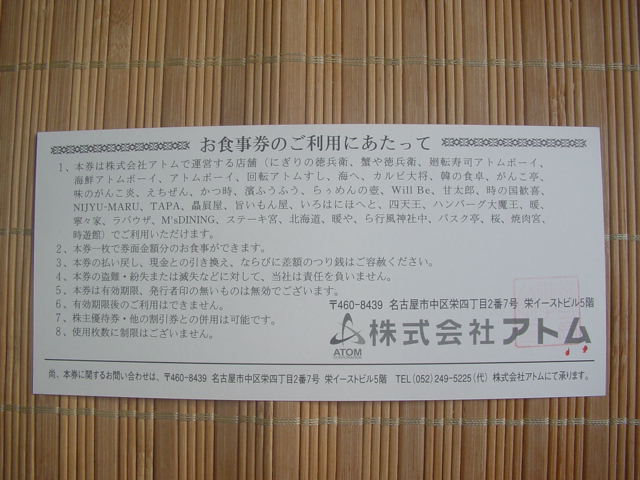 お食事券のご利用にあたって
1、本券は株式会社アトムで運営する店舗（にぎりの徳兵衛、蟹や徳兵衛、廻転寿司アトムボーイ、
海鮮アトムボーイ、アトムボーイ、回転アトムすし、海へ、カルビ大将、韓の食卓、がんこ亭、
味のがんこ炎、えちぜん、かつ時、濱ふうふう、らぅめんの壺、Will Be、甘太郎、時の国歓喜、
NIJYU-MARU、TAPA、贔屓屋、旨いもん屋、いろはにほへと、四天王、ハンバーグ大魔王、暖、
寧々家、ラパウザ、M'sDINING、ステーキ宮、北海道、暖や、ら行風神社中、バスク亭、桜、焼肉宮、
時遊館）でご利用いただけます。
2、本券一枚で券面金額分のお食事ができます。
3、本券の払い戻し、現金との引き換え、ならびに差額のつり銭はご容赦ください。
4、本券の盗難・紛失または滅失などに対して、当社は責任を負いません。
5、本券は有効期限、発行者印の無いものは無効でございます。
6、有効期限後のご利用はできません。
7、株主優待券・他の割引券との併用は可能です。
8、使用枚数に制限はございません。
〒460-8439 名古屋市中区栄四丁目2番7号 栄イーストビル5階
ATOM
株式会社アトム
尚、本券に関するお問い合わせは、〒460-8439 名古屋市中区栄四丁目2番7号 栄イーストビル5階 TEL(052)249-5225(代) 株式会社アトムにて承ります。